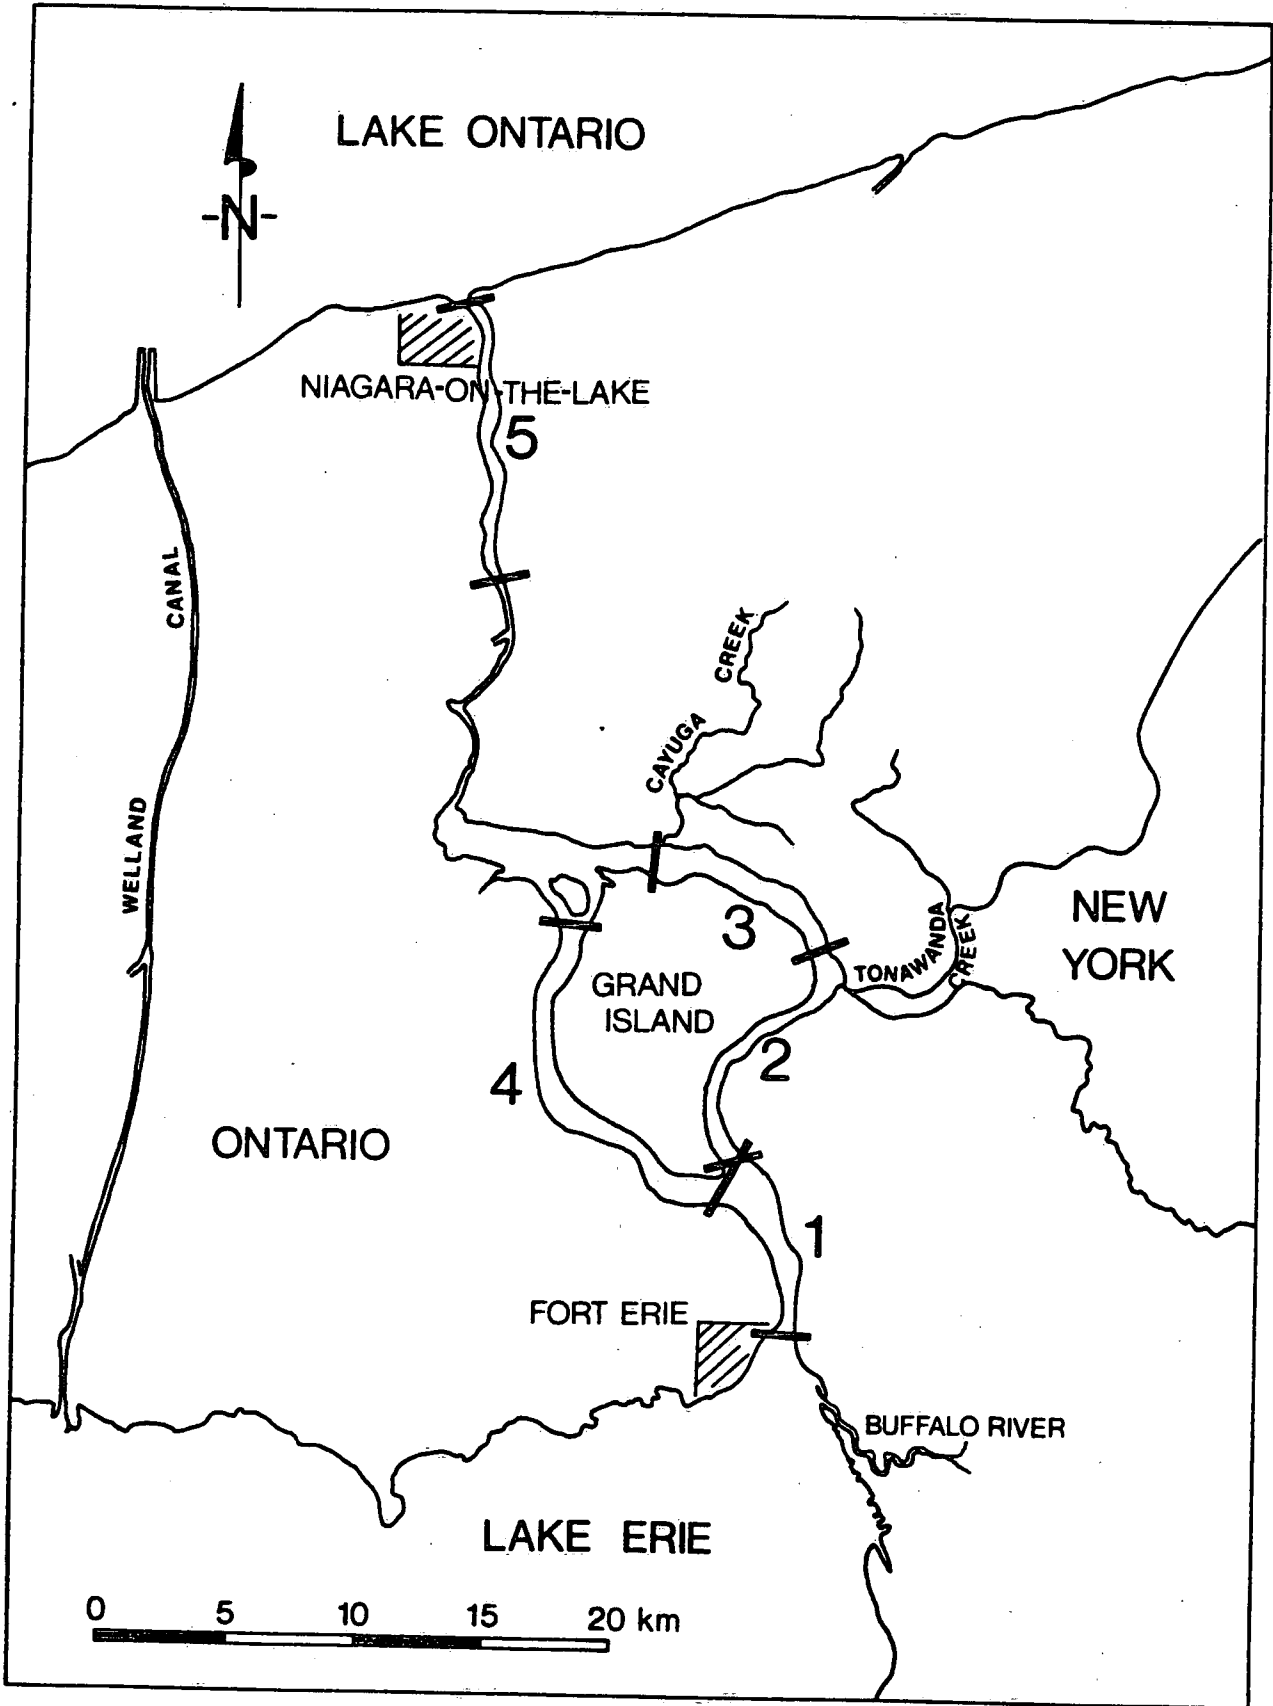 LAKE ONTARIO
-N-
NIAGARA-ON-THE-LAKE
5
CANAL
CREEK
CAYUGA
WELLAND
3
NEW
YORK
TONAWANDA
CREEK
GRAND
ISLAND
2
4
ONTARIO
1
FORT ERIE
BUFFALO RIVER
LAKE ERIE
0 5 10 15 20 km